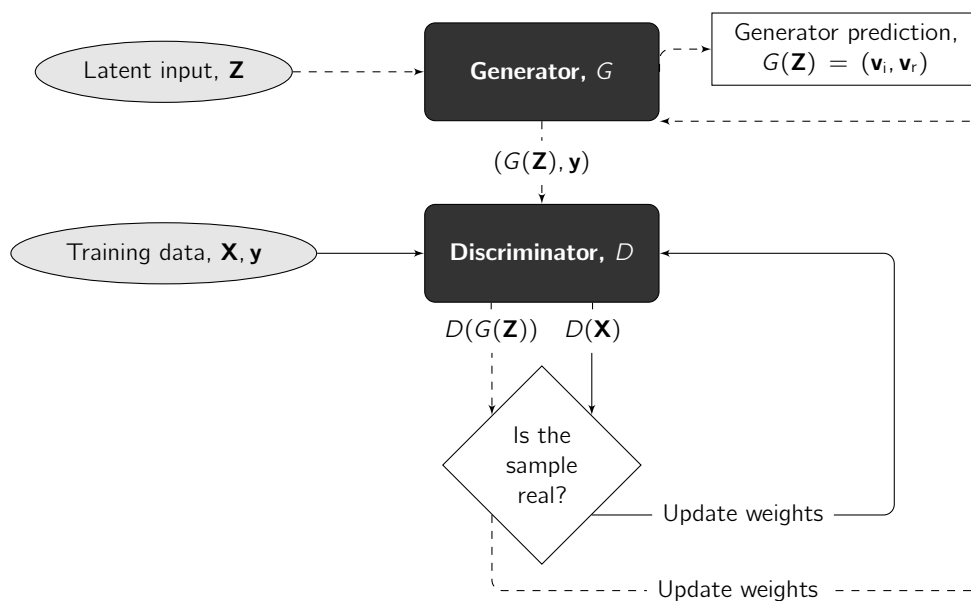 Latent input, Z
Generator, G
Generator prediction,
G(Z) = (vᵢ, vᵣ)
(G(Z), y)
Training data, X, y
Discriminator, D
D(G(Z))
D(X)
Is the
sample
real?
Update weights
Update weights